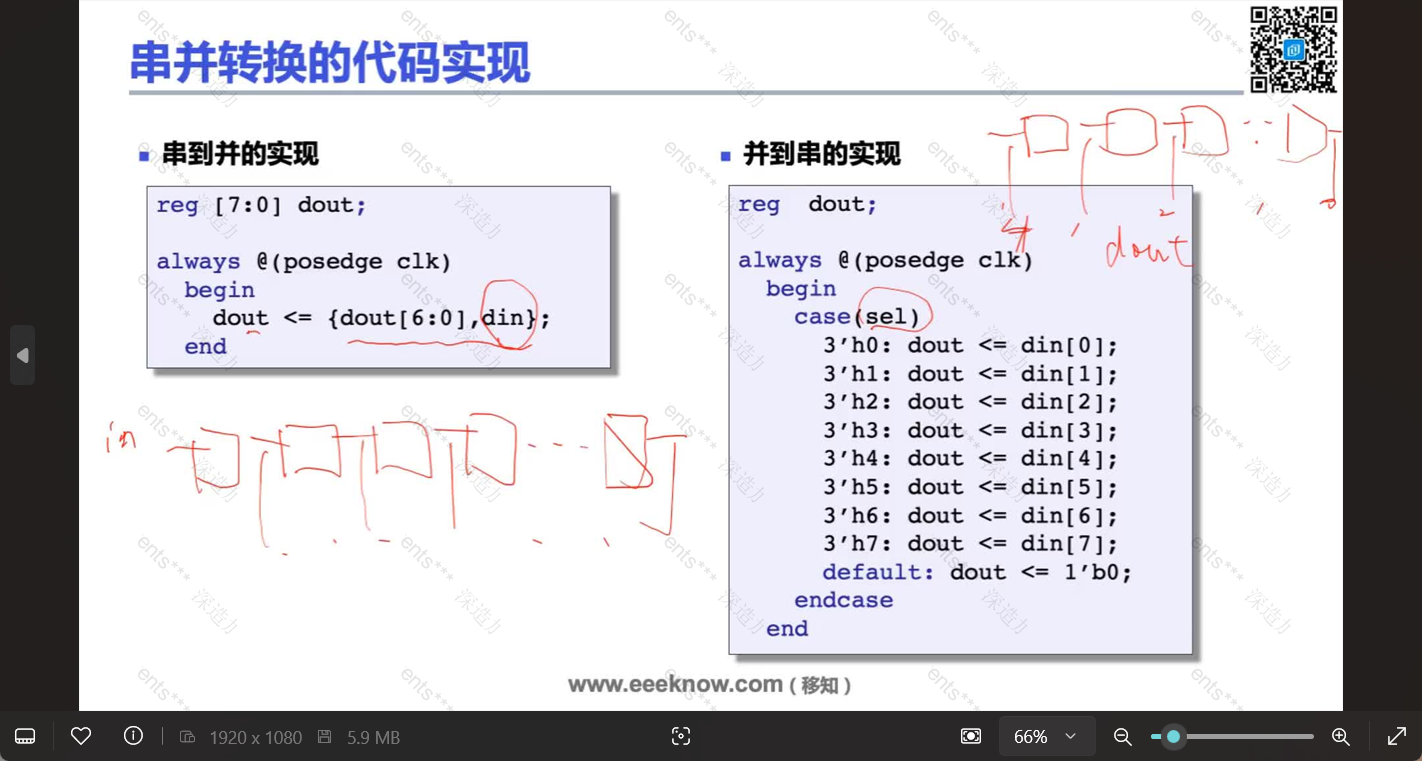 串并转换的代码实现
串到并的实现
reg [7:0] dout;
always @(posedge clk)
begin
dout <= {dout[6:0],din};
end
in
并到串的实现
reg dout;
always @(posedge clk)
begin
case(sel)
3’h0: dout <= din[0];
3’h1: dout <= din[1];
3’h2: dout <= din[2];
3’h3: dout <= din[3];
3’h4: dout <= din[4];
3’h5: dout <= din[5];
3’h6: dout <= din[6];
3’h7: dout <= din[7];
default: dout <= 1’b0;
endcase
end
dout
www.eeeknow.com ( 移知 )
ents***
深造力
1920 x 1080
5.9 MB
66%